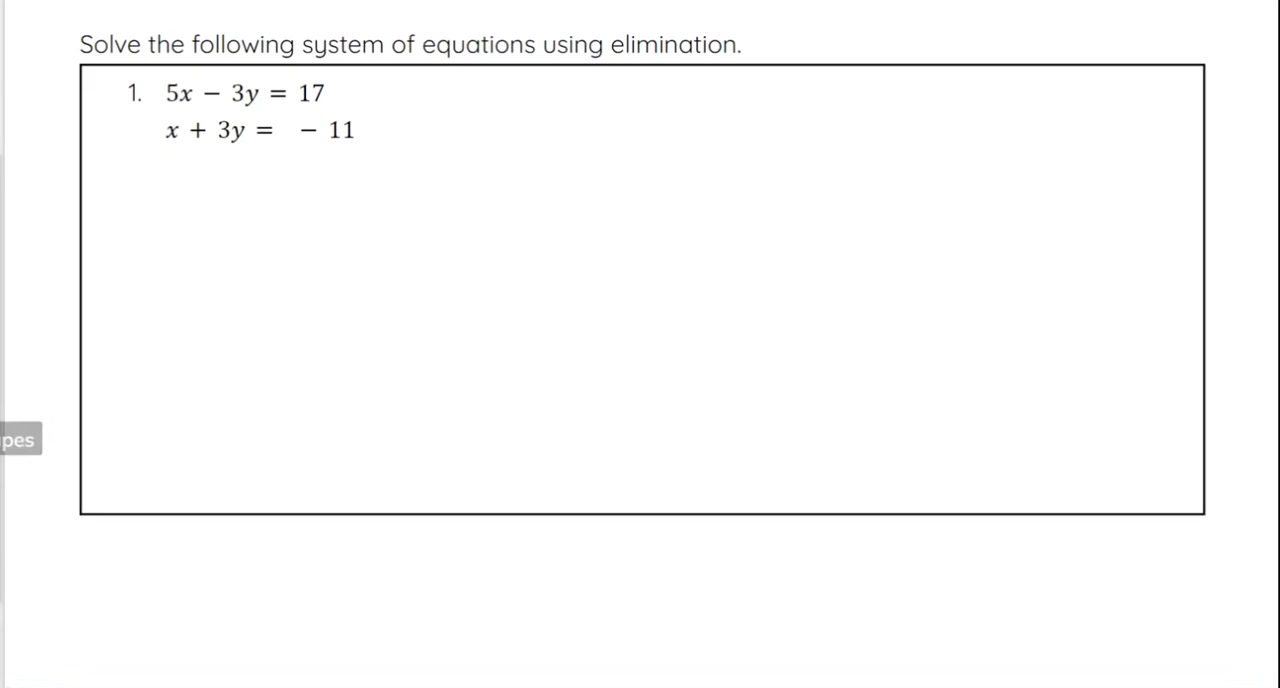 Solve the following system of equations using elimination.
1. 5x − 3y = 17
x + 3y = − 11
pes